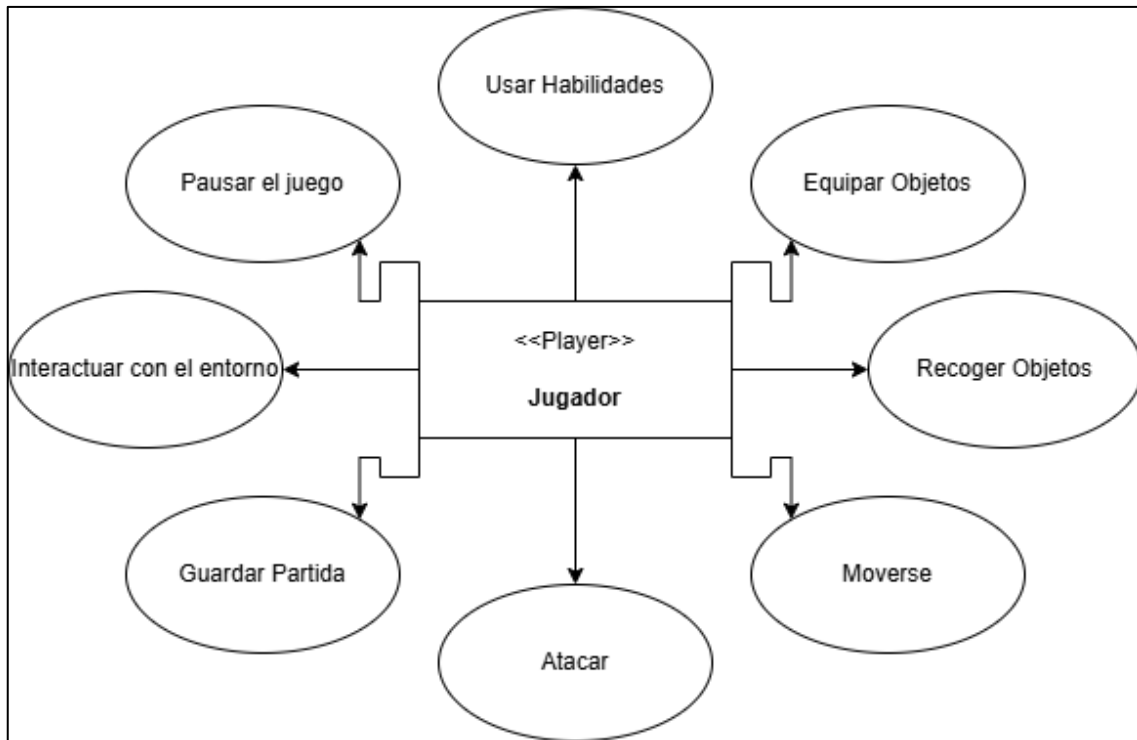 Usar Habilidades
Pausar el juego
Equipar Objetos
<<Player>>
Jugador
Interactuar con el entorno
Recoger Objetos
Guardar Partida
Moverse
Atacar